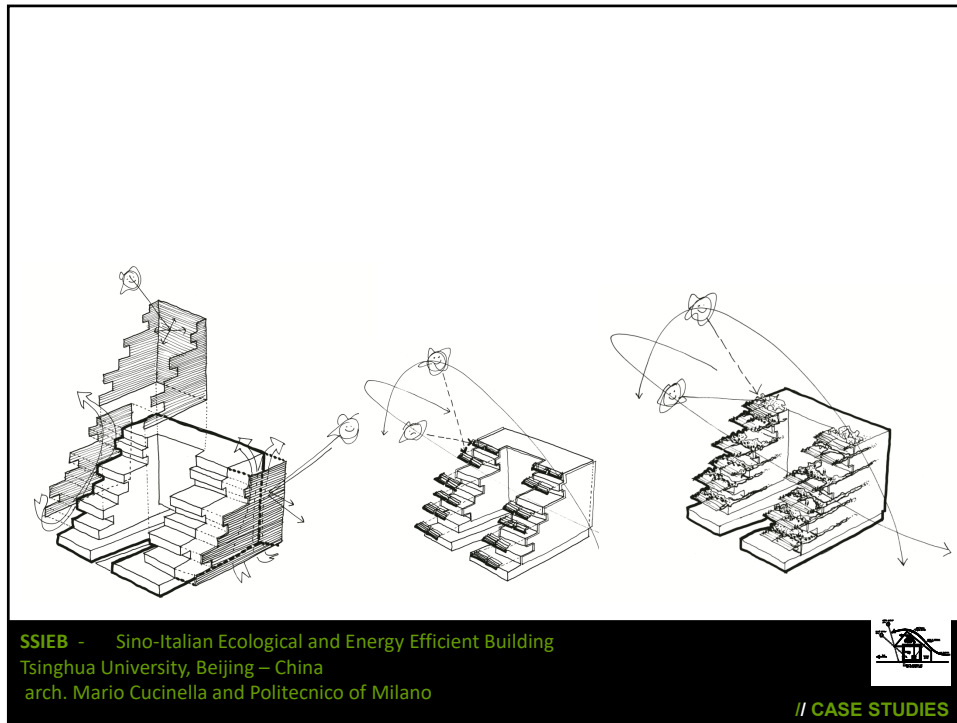 SSIEB - Sino-Italian Ecological and Energy Efficient Building
Tsinghua University, Beijing – China
arch. Mario Cucinella and Politecnico of Milano
// CASE STUDIES